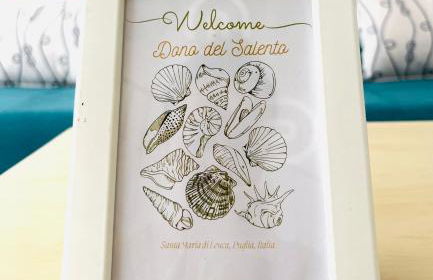 Welcome
Dono del Salento
Santa Maria di Leuca, Puglia, Italia